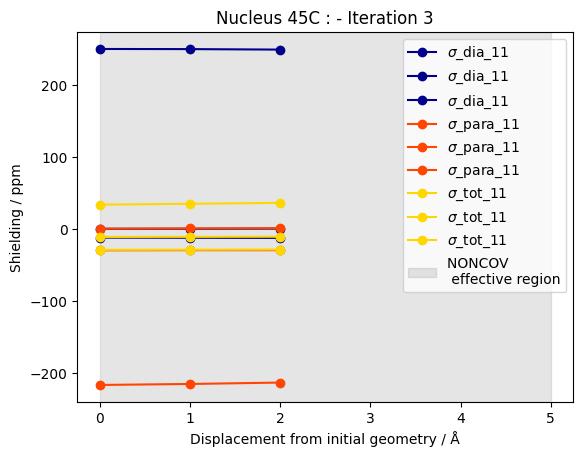 Nucleus 45C : - Iteration 3
Shielding / ppm
200
100
0
−100
−200
σ_dia_11
σ_dia_11
σ_dia_11
σ_para_11
σ_para_11
σ_para_11
σ_tot_11
σ_tot_11
σ_tot_11
NONCOV
effective region
0 1 2 3 4 5
Displacement from initial geometry / Å